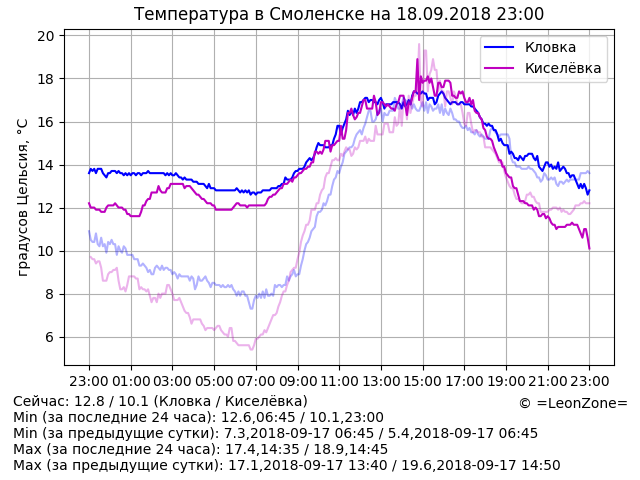 Температура в Смоленске на 18.09.2018 23:00
Кловка
Киселёвка
градусов Цельсия, °C
20
18
16
14
12
10
8
6
23:00 01:00 03:00 05:00 07:00 09:00 11:00 13:00 15:00 17:00 19:00 21:00 23:00
Сейчас: 12.8 / 10.1 (Кловка / Киселёвка)
© =LeonZone=
Min (за последние 24 часа): 12.6,06:45 / 10.1,23:00
Min (за предыдущие сутки): 7.3,2018-09-17 06:45 / 5.4,2018-09-17 06:45
Max (за последние 24 часа): 17.4,14:35 / 18.9,14:45
Max (за предыдущие сутки): 17.1,2018-09-17 13:40 / 19.6,2018-09-17 14:50